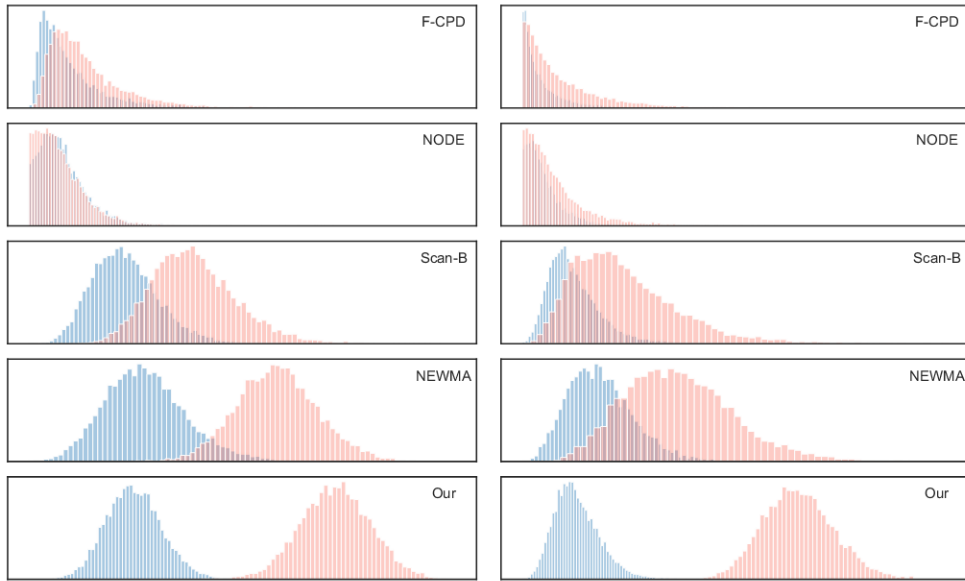 F-CPD
F-CPD
NODE
NODE
Scan-B
Scan-B
NEWMA
NEWMA
Our
Our